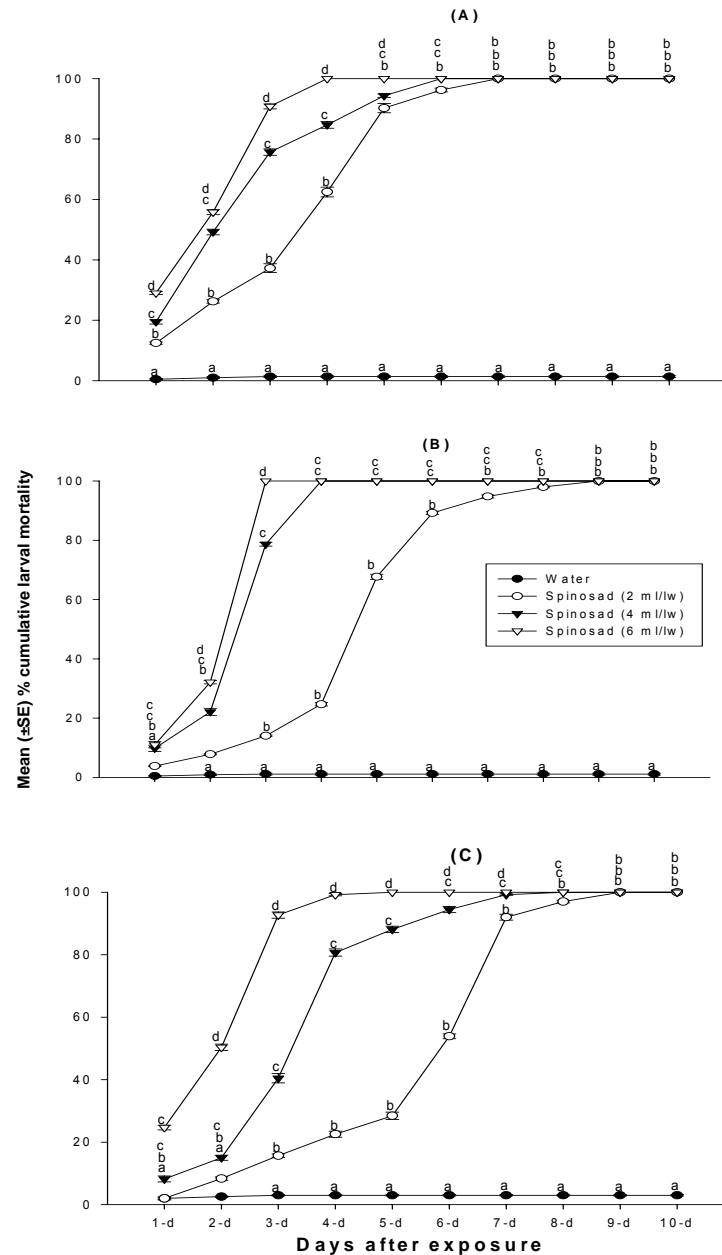 (A)
d c b b b b
c c b b b b
d d b b b b b b
100
d
c
80
c
d
c
b
60
40
d
b
c
b
20
b
0
a a a a a a a a a a
Mean (±SE) % cumulative larval mortality
(B)
c c b b
c c c c c b b
d c c c b b b b
100
b
80
c
b
60
40
d
c
b
b
20
c
c
b
a
b
0
a a a a a a a a a
Water
Spinosad (2 ml/lw)
Spinosad (4 ml/lw)
Spinosad (6 ml/lw)
(C)
d d c b b
d d d c c c b b
b b b
100
c
c
b
80
c
60
d
b
40
c
b
b
20
c
c
b
a
c
b
a
b
0
a a a a a a a a
1-d 2-d 3-d 4-d 5-d 6-d 7-d 8-d 9-d 10-d
Days after exposure